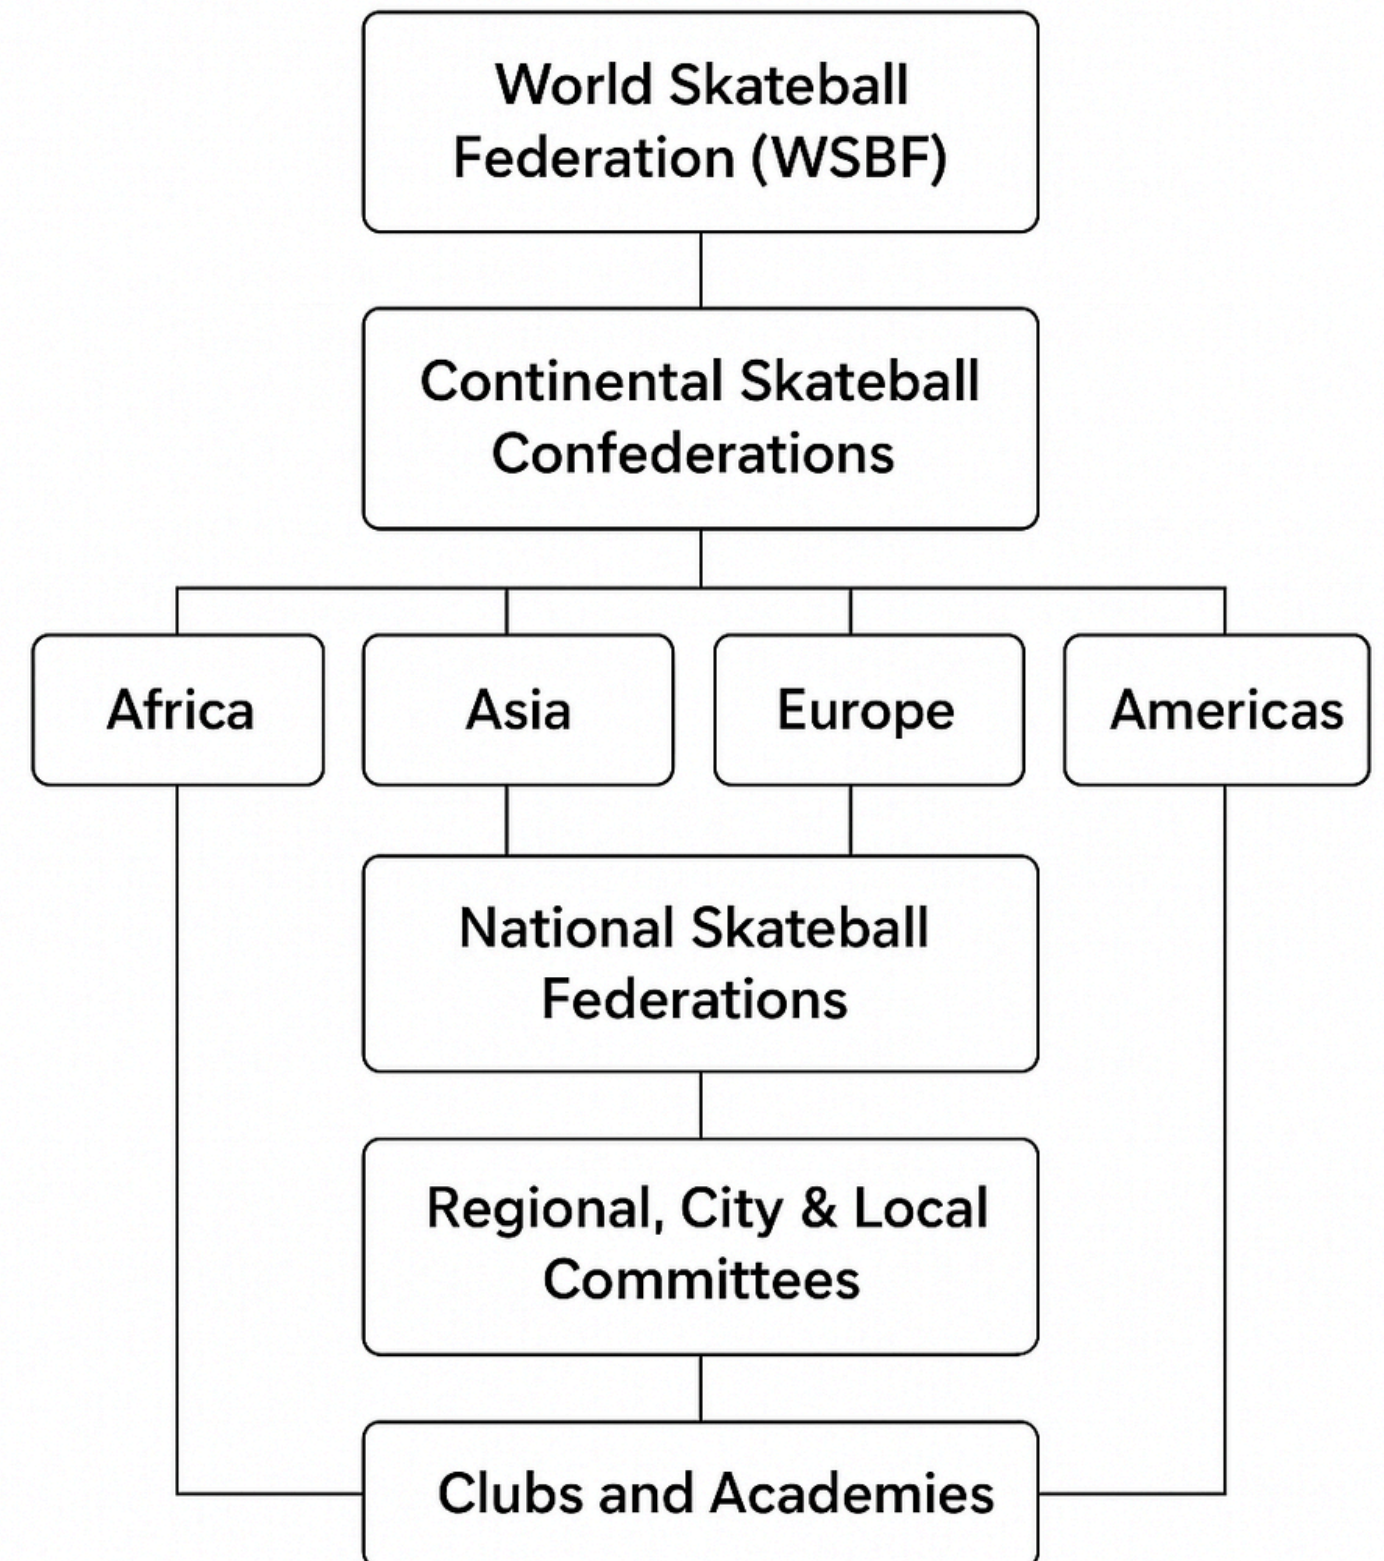 World Skateball
Federation (WSBF)
Continental Skateball
Confederations
Africa
Asia
Europe
Americas
National Skateball
Federations
Regional, City & Local
Committees
Clubs and Academies